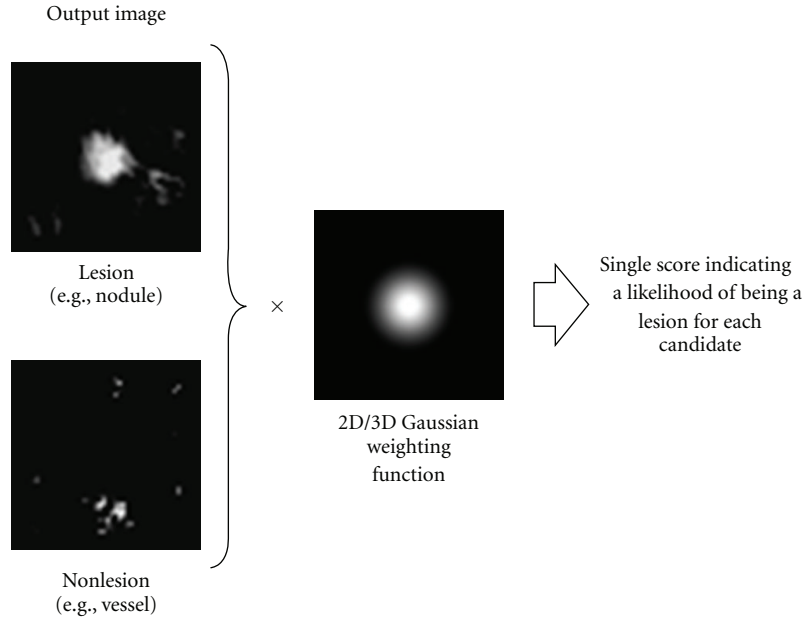 Output image
Lesion
(e.g., nodule)
Nonlesion
(e.g., vessel)
×
2D/3D Gaussian
weighting
function
Single score indicating
a likelihood of being a
lesion for each
candidate